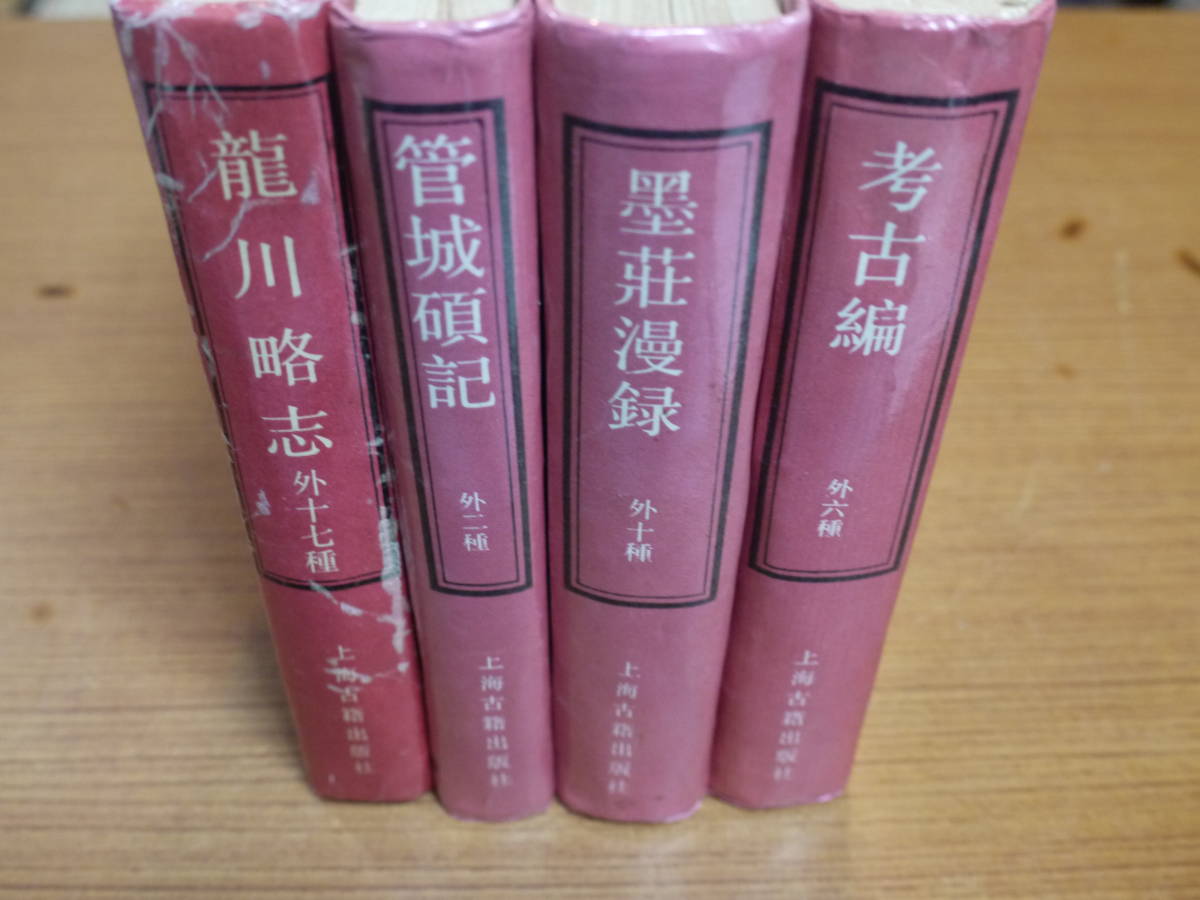 龍川略志
外十七種
上海古籍出版社
管城碩記
外二種
上海古籍出版社
墨莊漫録
外十種
上海古籍出版社
考古編
外六種
上海古籍出版社